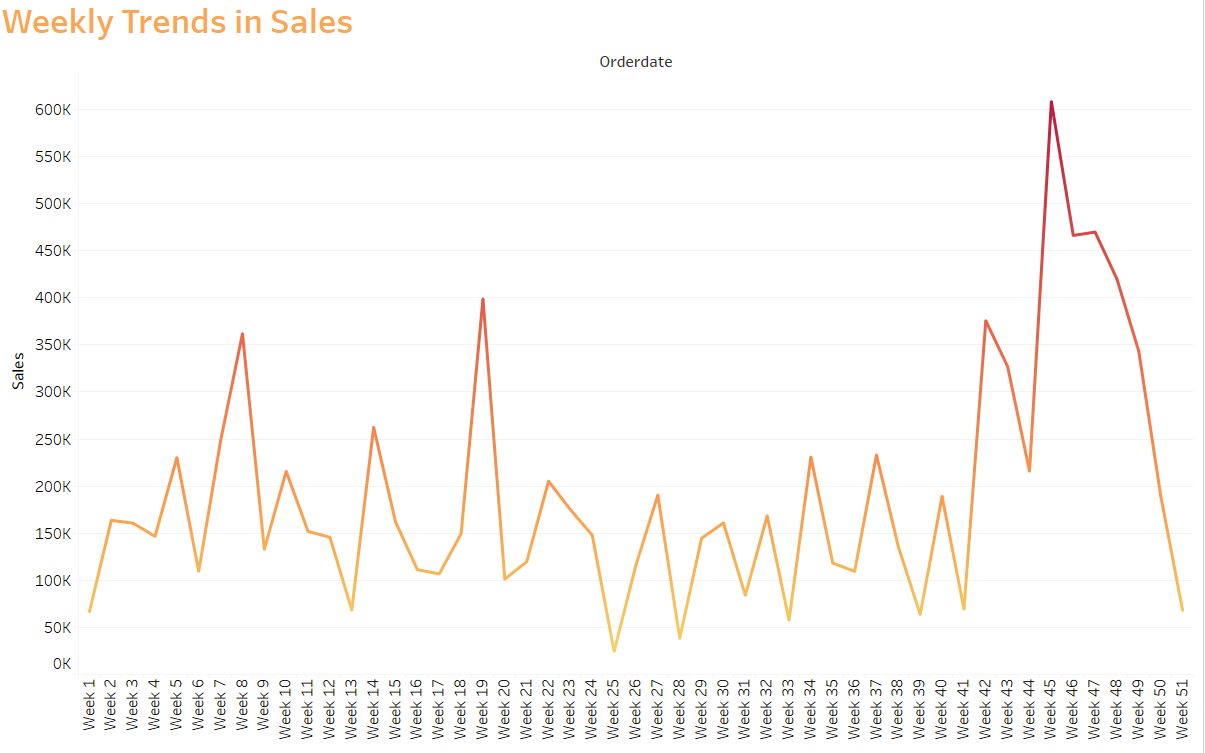 Weekly Trends in Sales
Orderdate
600K
550K
500K
450K
400K
350K
300K
250K
200K
150K
100K
50K
0K
Sales
Week 1
Week 2
Week 3
Week 4
Week 5
Week 6
Week 7
Week 8
Week 9
Week 10
Week 11
Week 12
Week 13
Week 14
Week 15
Week 16
Week 17
Week 18
Week 19
Week 20
Week 21
Week 22
Week 23
Week 24
Week 25
Week 26
Week 27
Week 28
Week 29
Week 30
Week 31
Week 32
Week 33
Week 34
Week 35
Week 36
Week 37
Week 38
Week 39
Week 40
Week 41
Week 42
Week 43
Week 44
Week 45
Week 46
Week 47
Week 48
Week 49
Week 50
Week 51